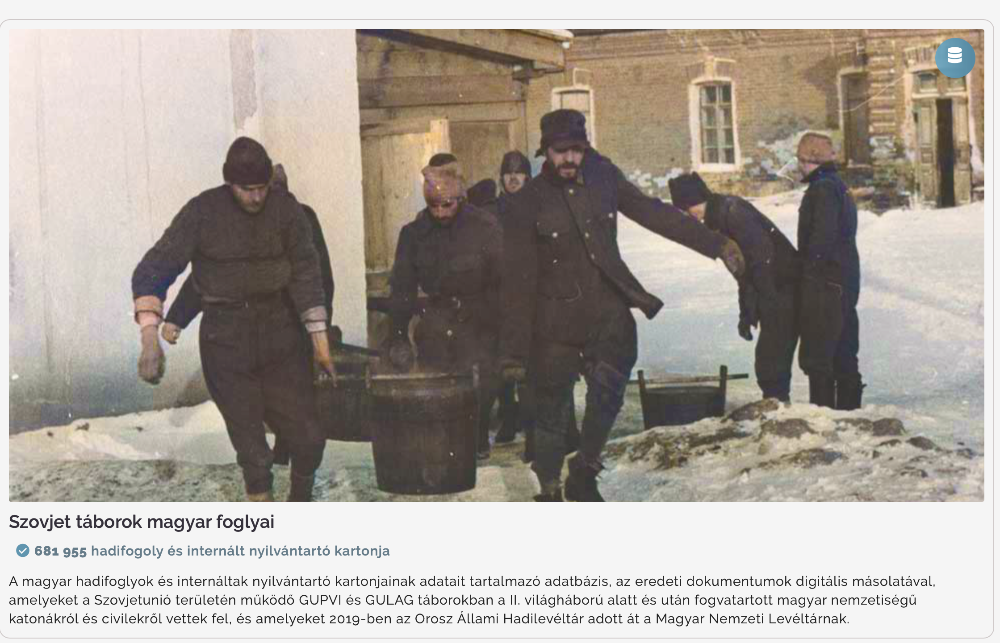 Szovjet táborok magyar foglyai
681 955 hadifogoly és internált nyilvántartó kartonja
A magyar hadifoglyok és internáltak nyilvántartó kartonjainak adatait tartalmazó adatbázis, az eredeti dokumentumok digitális másolatával,
amelyeket a Szovjetunió területén működő GUPVI és GULAG táborokban a II. világháború alatt és után fogvatartott magyar nemzetiségű
katonákról és civilekről vettek fel, és amelyeket 2019-ben az Orosz Állami Hadilevéltár adott át a Magyar Nemzeti Levéltárnak.